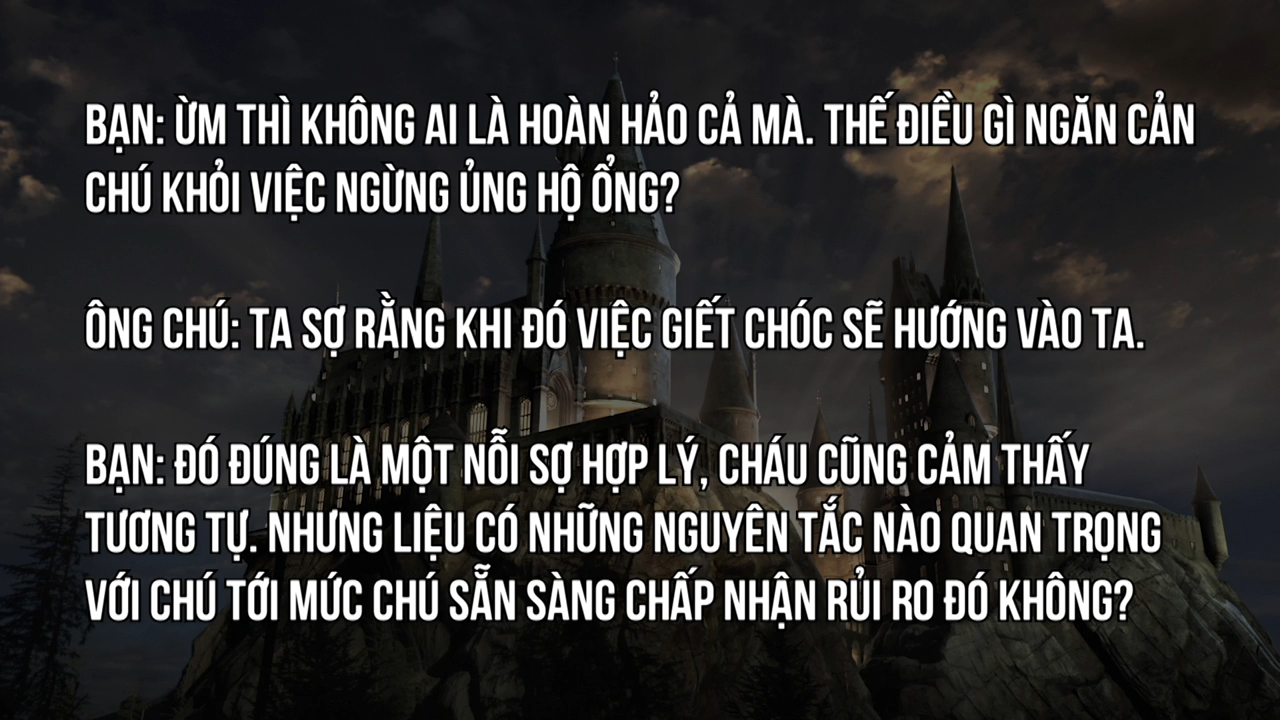 BẠN: ỪM THÌ KHÔNG AI LÀ HOÀN HẢO CẢ MÀ. THẾ ĐIỀU GÌ NGĂN CẢN
CHÚ KHỎI VIỆC NGỪNG ỦNG HỘ ỔNG?
ÔNG CHÚ: TA SỢ RẰNG KHI ĐÓ VIỆC GIẾT CHÓC SẼ HƯỚNG VÀO TA.
BẠN: ĐÓ ĐÚNG LÀ MỘT NỖI SỢ HỢP LÝ, CHÁU CŨNG CẢM THẤY
TƯƠNG TỰ. NHƯNG LIỆU CÓ NHỮNG NGUYÊN TẮC NÀO QUAN TRỌNG
VỚI CHÚ TỚI MỨC CHÚ SẴN SÀNG CHẤP NHẬN RỦI RO ĐÓ KHÔNG?